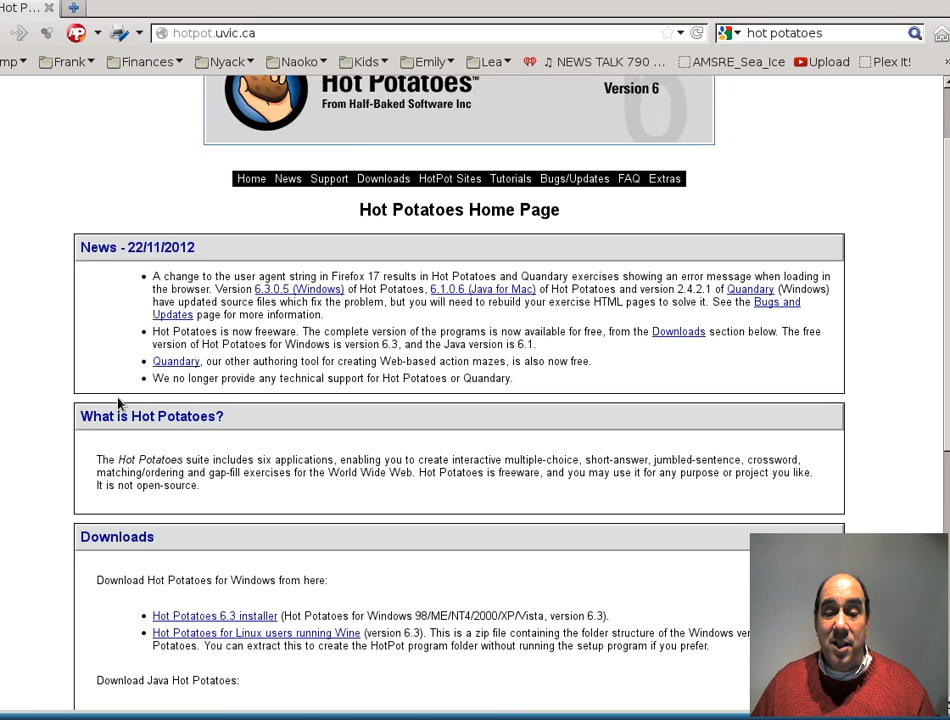 Hot P...
hotpot.uvic.ca
hot potatoes
mp Frank Finances Nyack Naoko Kids Emily Lea NEWS TALK 790 ... AMSRE_Sea_Ice Upload Plex It! »
Hot Potatoes™
From Half-Baked Software Inc
Version 6
6
Home News Support Downloads HotPot Sites Tutorials Bugs/Updates FAQ Extras
Hot Potatoes Home Page
News - 22/11/2012
• A change to the user agent string in Firefox 17 results in Hot Potatoes and Quandary exercises showing an error message when loading in
the browser. Version 6.3.0.5 (Windows) of Hot Potatoes, 6.1.0.6 (Java for Mac) of Hot Potatoes and version 2.4.2.1 of Quandary (Windows)
have updated source files which fix the problem, but you will need to rebuild your exercise HTML pages to solve it. See the Bugs and
Updates page for more information.
• Hot Potatoes is now freeware. The complete version of the programs is now available for free, from the Downloads section below. The free
version of Hot Potatoes for Windows is version 6.3, and the Java version is 6.1.
• Quandary, our other authoring tool for creating Web-based action mazes, is also now free.
• We no longer provide any technical support for Hot Potatoes or Quandary.
What is Hot Potatoes?
The Hot Potatoes suite includes six applications, enabling you to create interactive multiple-choice, short-answer, jumbled-sentence, crossword,
matching/ordering and gap-fill exercises for the World Wide Web. Hot Potatoes is freeware, and you may use it for any purpose or project you like.
It is not open-source.
Downloads
Download Hot Potatoes for Windows from here:
• Hot Potatoes 6.3 installer (Hot Potatoes for Windows 98/ME/NT4/2000/XP/Vista, version 6.3).
• Hot Potatoes for Linux users running Wine (version 6.3). This is a zip file containing the folder structure of the Windows ver
Potatoes. You can extract this to create the HotPot program folder without running the setup program if you prefer.
Download Java Hot Potatoes: